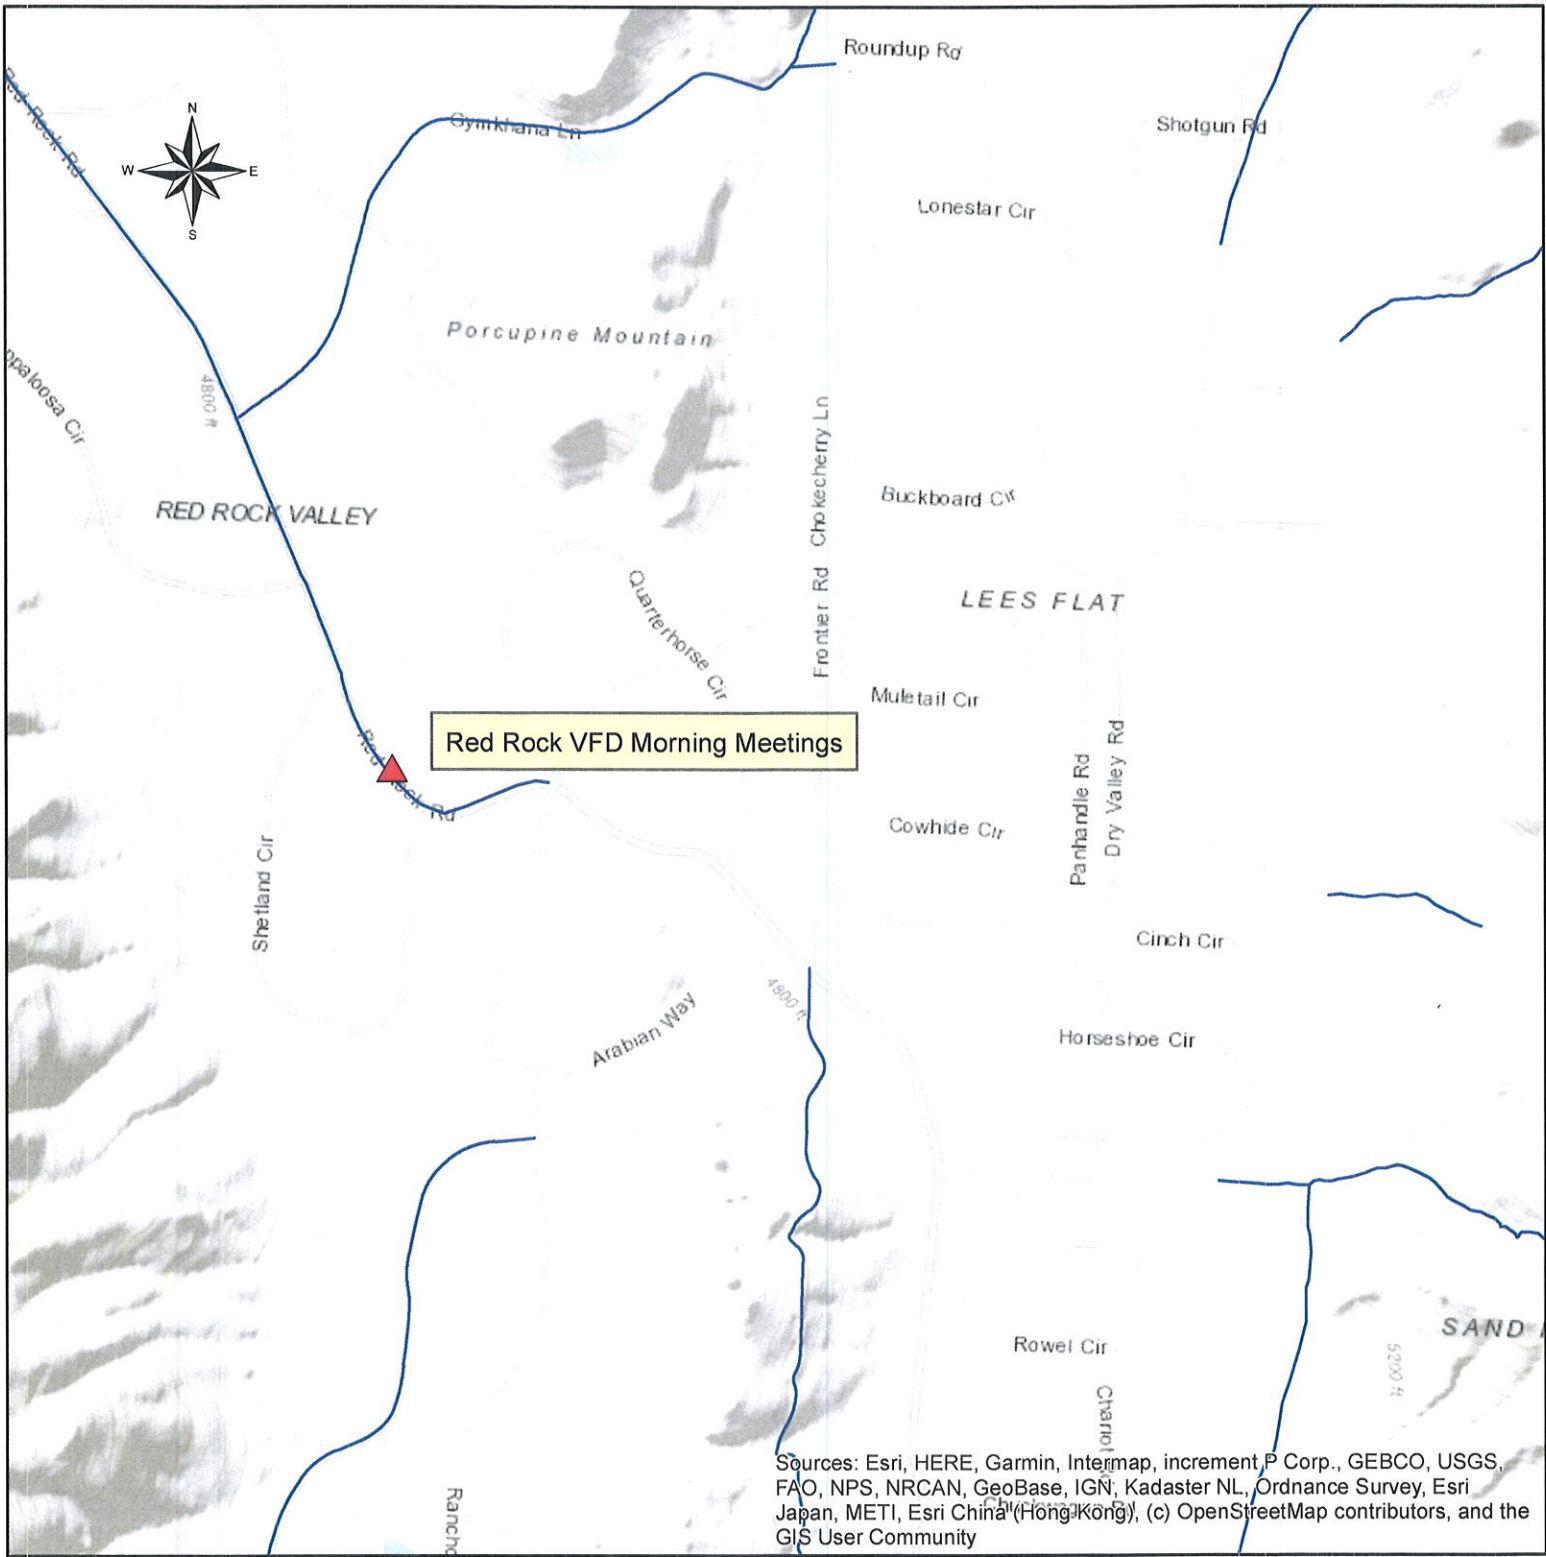 Roundup Rd
Red Rock Rd
N
Gymkhana Ln
Shotgun Rd
W
E
S
Lonestar Cir
Porcupine Mountain
ppaloosa Cir
4800 ft
Chokecherry Ln
Buckboard Cir
RED ROCK VALLEY
Frontier Rd
LEES FLAT
Quarterhorse Cir
Muletail Cir
Red Rock VFD Morning Meetings
Red Rock Rd
Panhandle Rd
Dry Valley Rd
Cowhide Cir
Shetland Cir
Cinch Cir
4800 ft
Arabian Way
Horseshoe Cir
SAND
Rowel Cir
5200 ft
Chariot
Rancho
Sources: Esri, HERE, Garmin, Intermap, increment P Corp., GEBCO, USGS,
FAO, NPS, NRCAN, GeoBase, IGN, Kadaster NL, Ordnance Survey, Esri
Japan, METI, Esri China (Hong Kong), (c) OpenStreetMap contributors, and the
GIS User Community